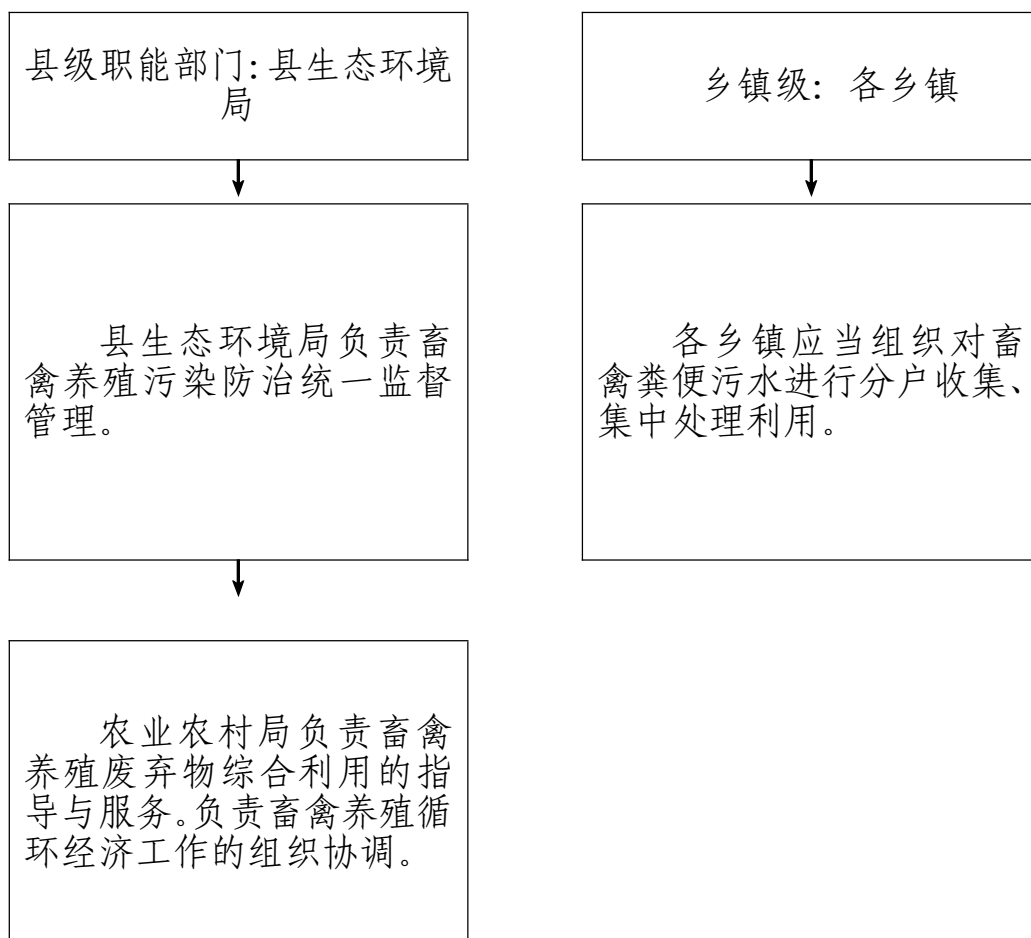 县级职能部门：县生态环境
局
乡镇级：各乡镇
县生态环境局负责畜
禽养殖污染防治统一监督
管理。
各乡镇应当组织对畜
禽粪便污水进行分户收集、
集中处理利用。
农业农村局负责畜禽
养殖废弃物综合利用的指
导与服务。负责畜禽养殖循
环经济工作的组织协调。